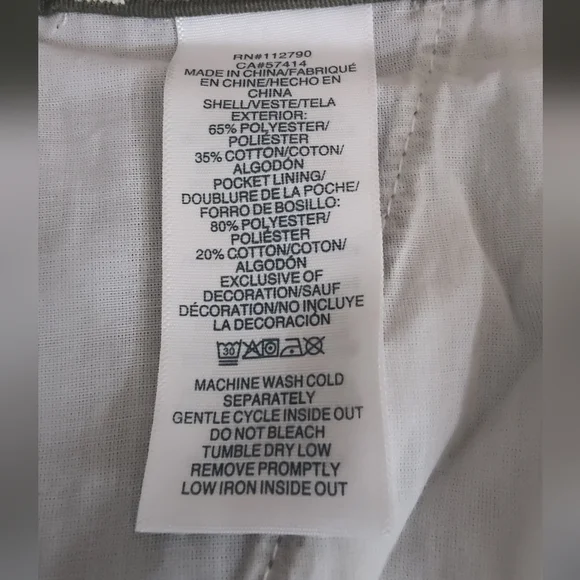 RN#112790
CA#57414
MADE IN CHINA/FABRIQUÉ
EN CHINE/HECHO EN
CHINA
SHELL/VESTE/TELA
EXTERIOR:
65% POLYESTER/
POLIÉSTER
35% COTTON/COTON/
ALGODÓN
POCKET LINING/
DOUBLURE DE LA POCHE/
FORRO DE BOSILLO:
80% POLYESTER/
POLIÉSTER
20% COTTON/COTON/
ALGODÓN
EXCLUSIVE OF
DECORATION/SAUF
DÉCORATION/NO INCLUYE
LA DECORACIÓN
30
MACHINE WASH COLD
SEPARATELY
GENTLE CYCLE INSIDE OUT
DO NOT BLEACH
TUMBLE DRY LOW
REMOVE PROMPTLY
LOW IRON INSIDE OUT